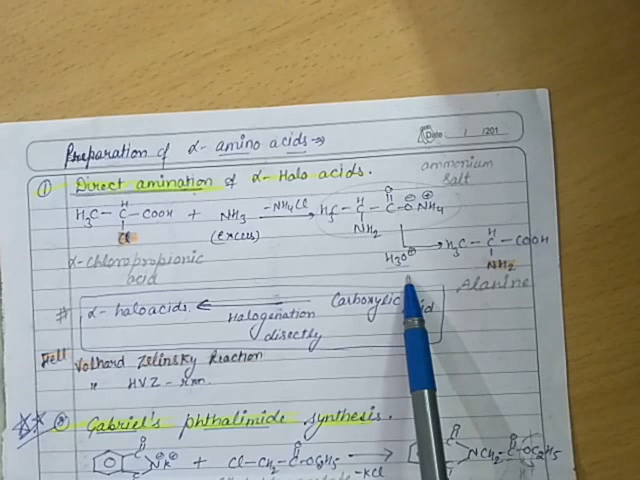 Date / /201
Preparation of α-amino acids →
① Direct amination of α-Halo acids.
ammonium salt
H₃C - C - COOH + NH₃ -NH₄Cl → H₃C - C - C - O⊖ ⊕NH₄
H Cl (excess) H NH₂ O
α-chloropropionic acid
H₃O⊕ → H₃C - C - COOH
H NH₂
Alanine
# α-haloacids. ← Carboxylic acid
Halogenation directly
Hell Volhard Zelinsky Reaction
" HVZ - rxn.
② Gabriel's phthalimide synthesis.
N⊖K⊕ + Cl-CH₂-C-OC₂H₅ → NCH₂-C-OC₂H₅
-KCl